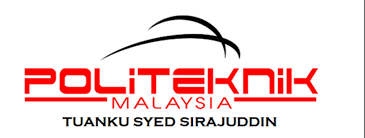 POLiTEKNiK
MALAYSIA
TUANKU SYED SIRAJUDDIN